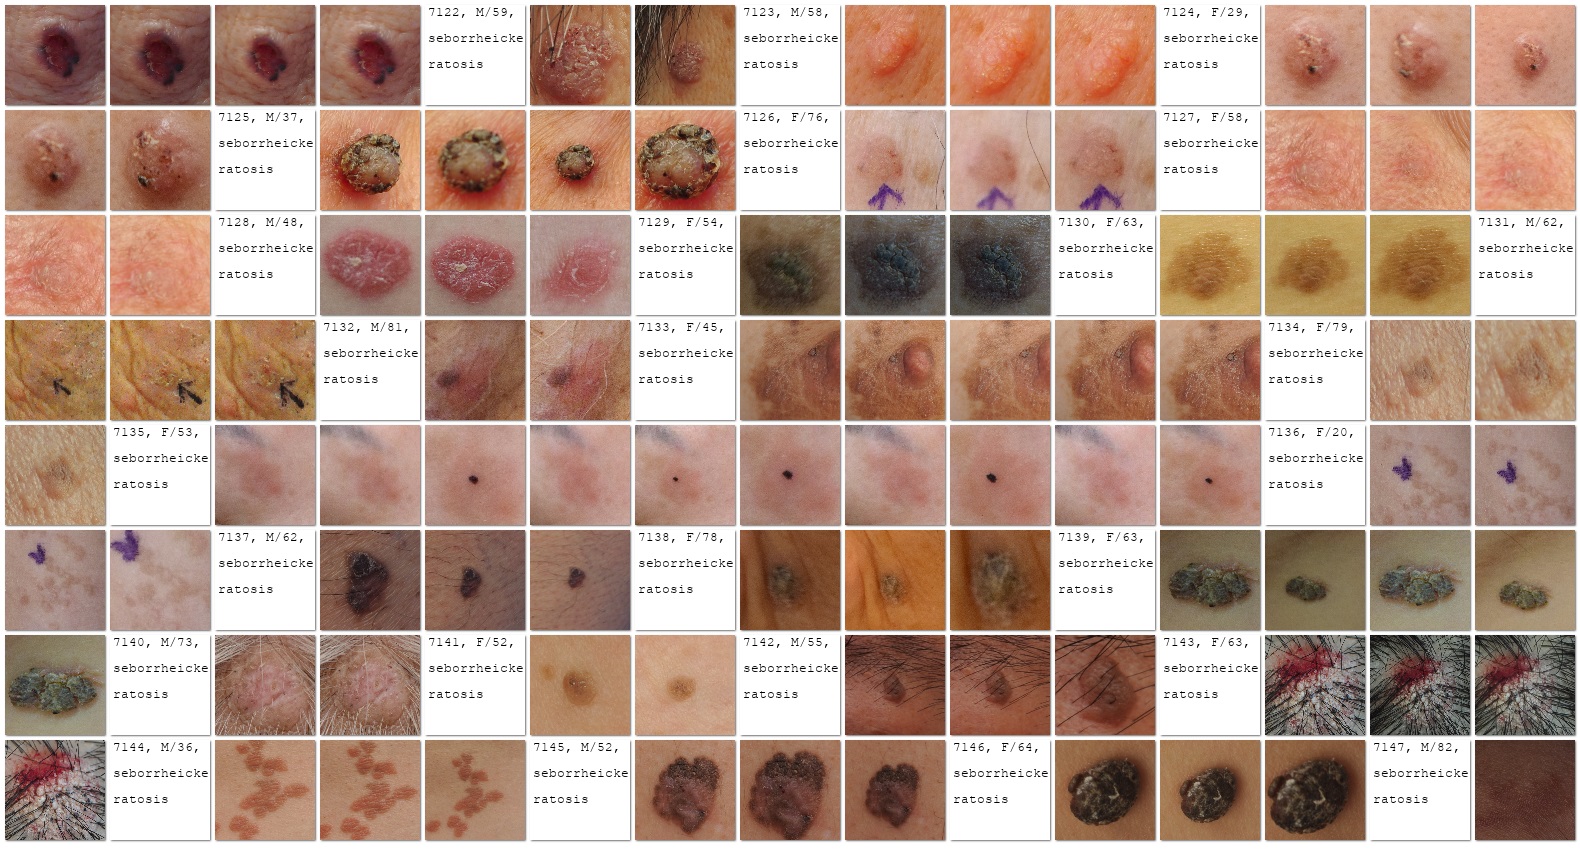 7122, M/59,
seborrheicke
ratosis
7123, M/58,
seborrheicke
ratosis
7124, F/29,
seborrheicke
ratosis
7125, M/37,
seborrheicke
ratosis
7126, F/76,
seborrheicke
ratosis
7127, F/58,
seborrheicke
ratosis
7128, M/48,
seborrheicke
ratosis
7129, F/54,
seborrheicke
ratosis
7130, F/63,
seborrheicke
ratosis
7131, M/62,
seborrheicke
ratosis
7132, M/81,
seborrheicke
ratosis
7133, F/45,
seborrheicke
ratosis
7134, F/79,
seborrheicke
ratosis
7135, F/53,
seborrheicke
ratosis
7136, F/20,
seborrheicke
ratosis
7137, M/62,
seborrheicke
ratosis
7138, F/78,
seborrheicke
ratosis
7139, F/63,
seborrheicke
ratosis
7140, M/73,
seborrheicke
ratosis
7141, F/52,
seborrheicke
ratosis
7142, M/55,
seborrheicke
ratosis
7143, F/63,
seborrheicke
ratosis
7144, M/36,
seborrheicke
ratosis
7145, M/52,
seborrheicke
ratosis
7146, F/64,
seborrheicke
ratosis
7147, M/82,
seborrheicke
ratosis